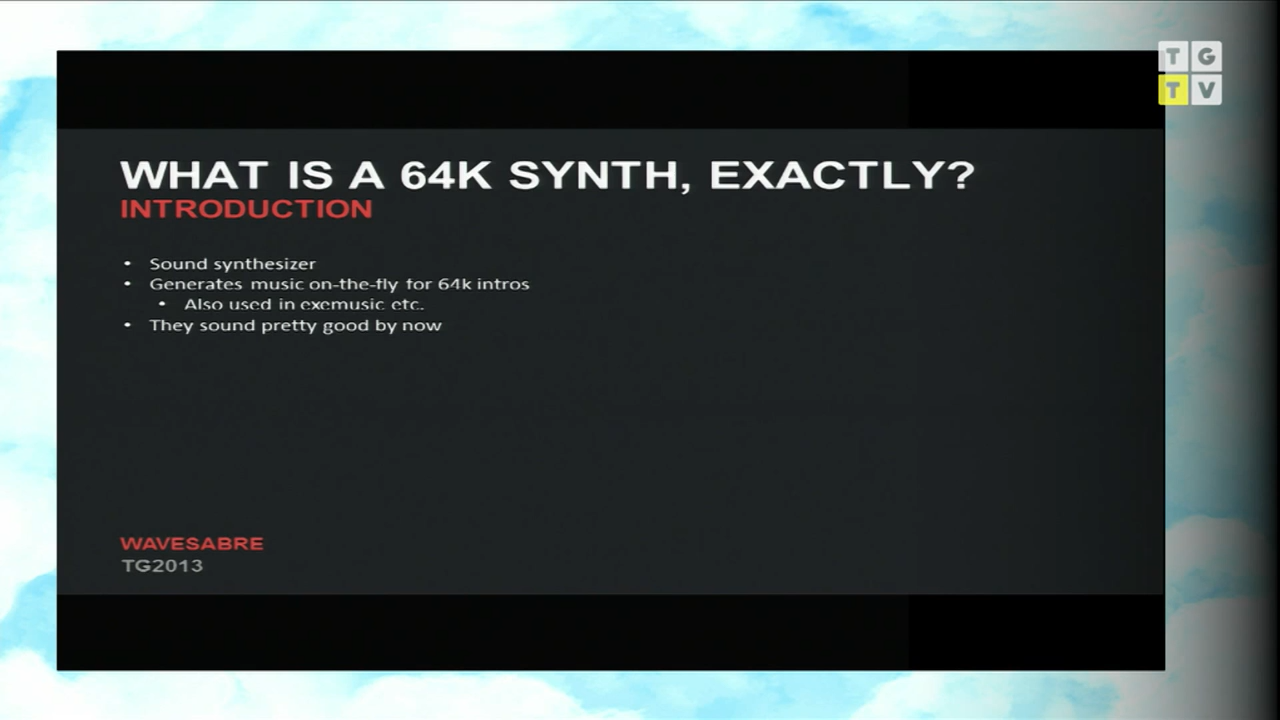 TG
TV
WHAT IS A 64K SYNTH, EXACTLY?
INTRODUCTION
• Sound synthesizer
• Generates music on-the-fly for 64k intros
• Also used in exemusic etc.
• They sound pretty good by now
WAVESABRE
TG2013